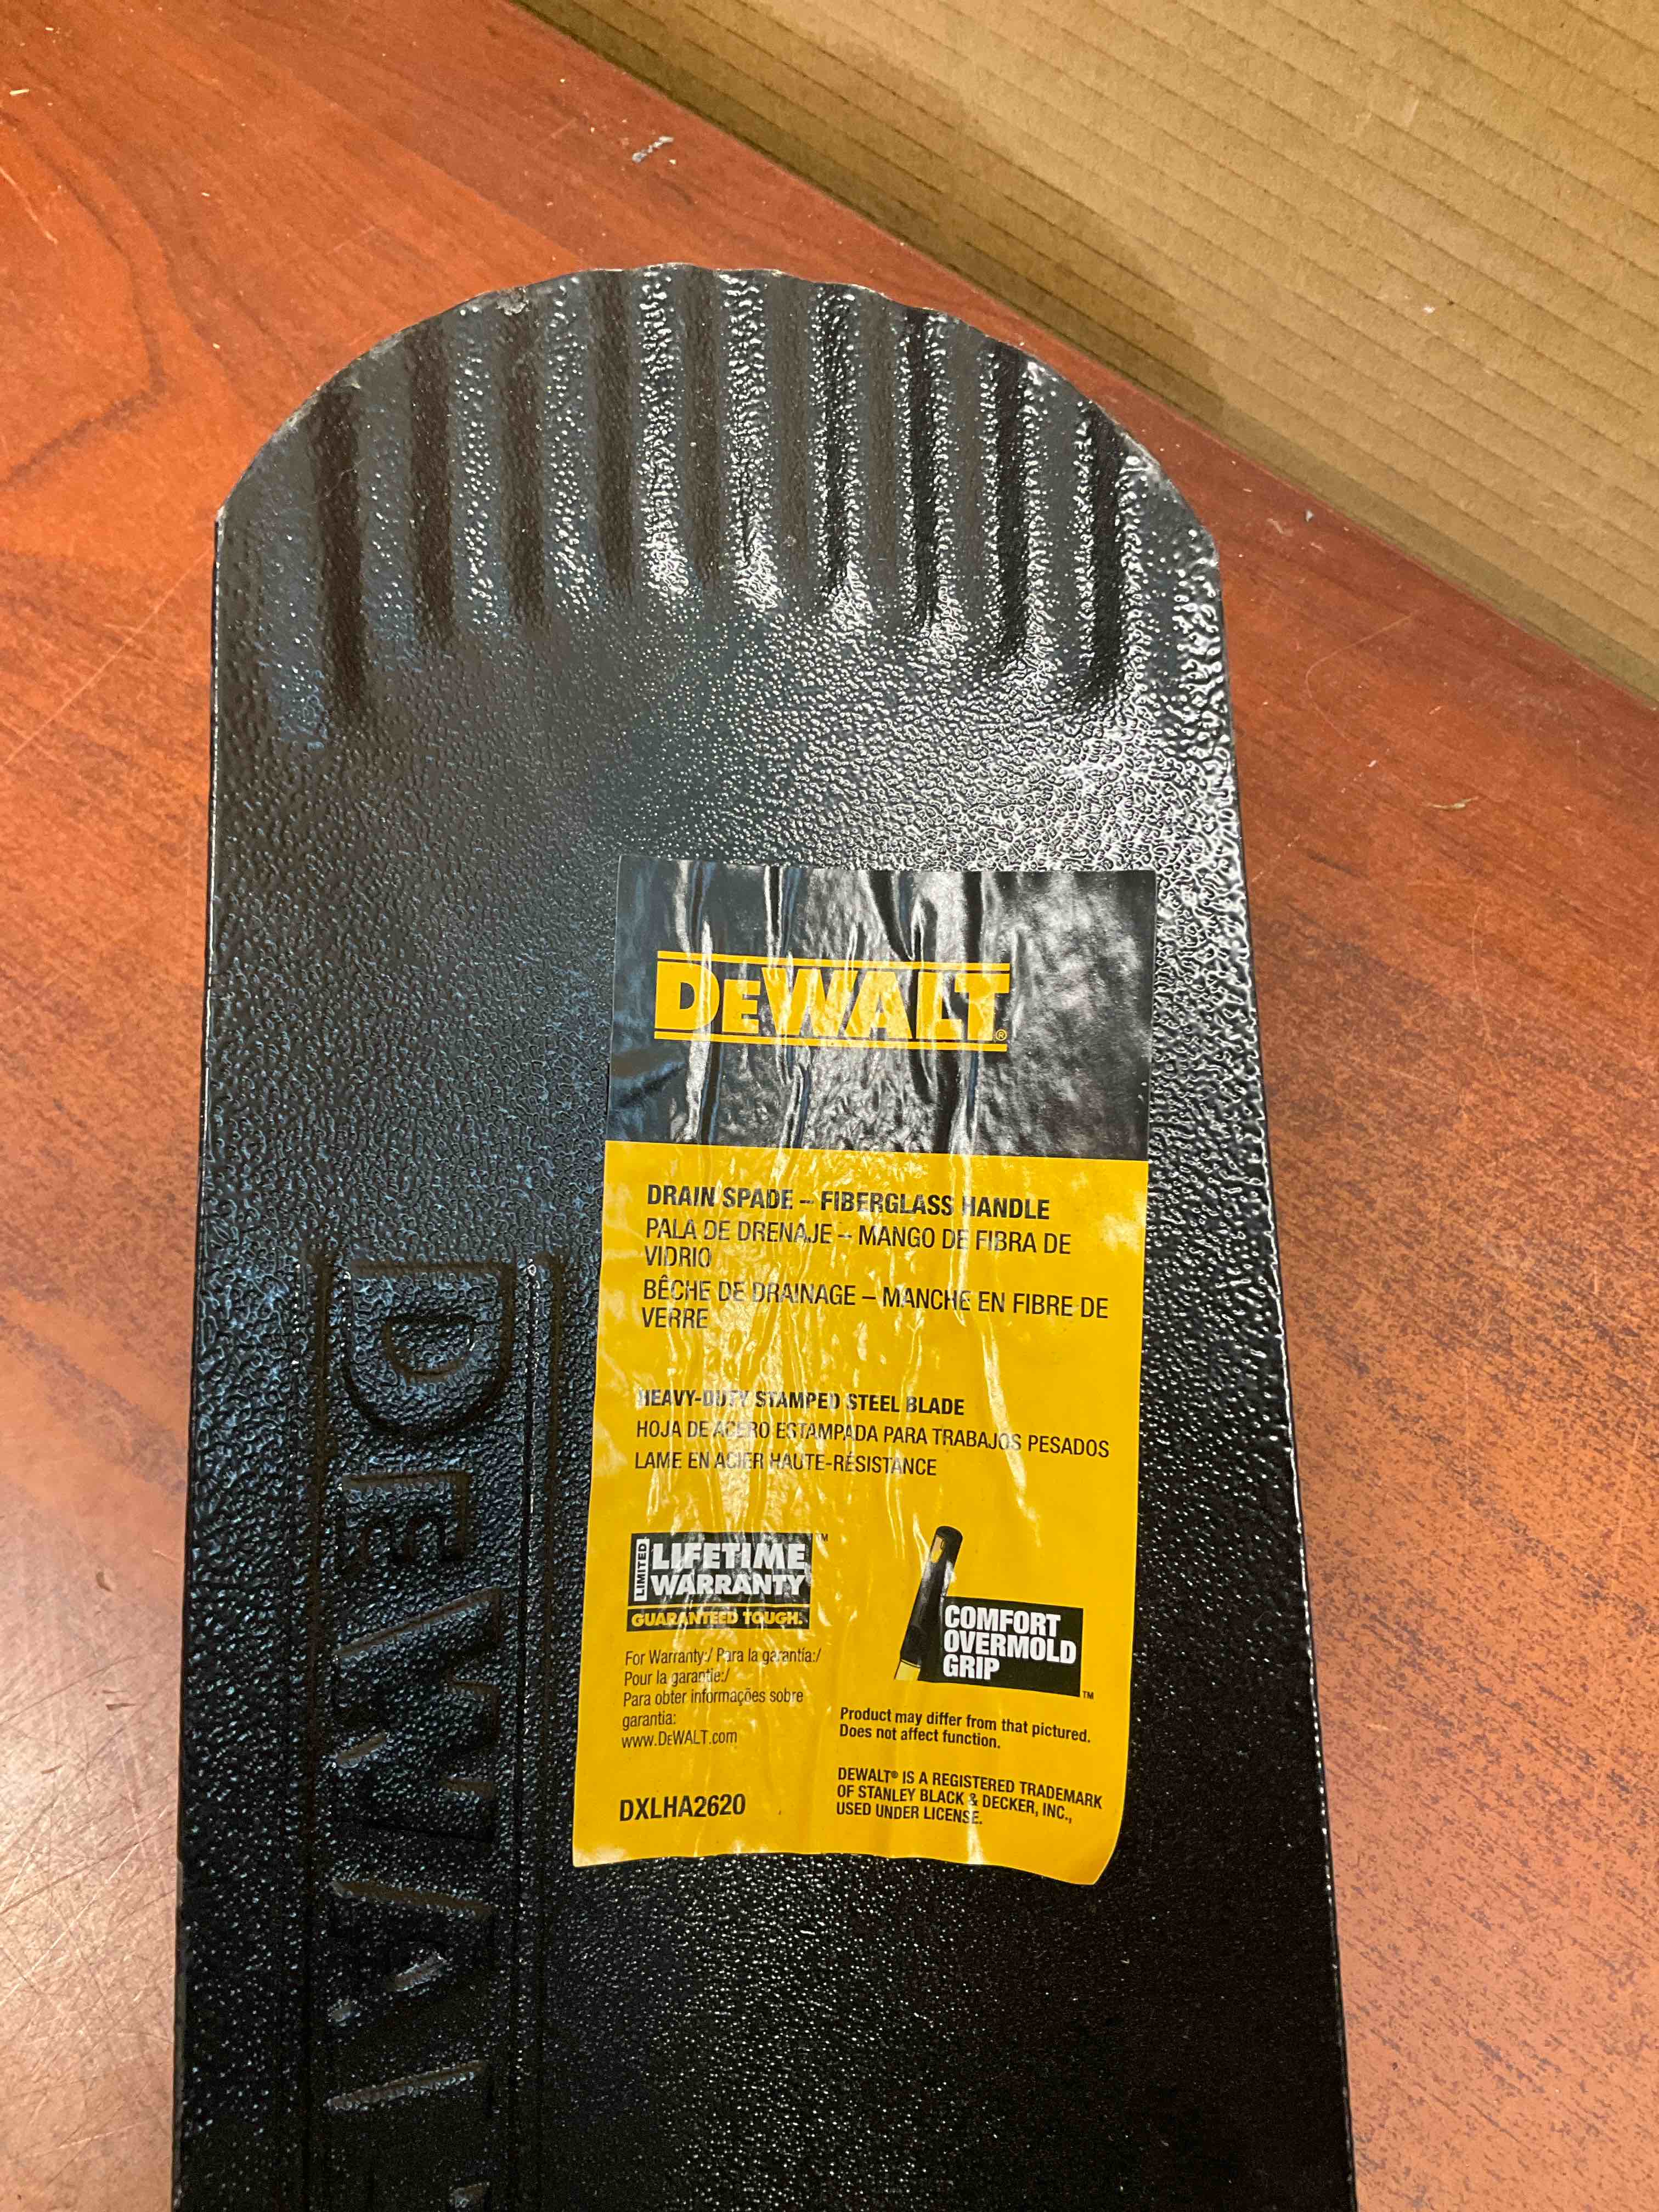 DEWALT®
DRAIN SPADE – FIBERGLASS HANDLE
PALA DE DRENAJE – MANGO DE FIBRA DE
VIDRIO
BÊCHE DE DRAINAGE – MANCHE EN FIBRE DE
VERRE
HEAVY-DUTY STAMPED STEEL BLADE
HOJA DE ACERO ESTAMPADA PARA TRABAJOS PESADOS
LAME EN ACIER HAUTE-RÉSISTANCE
LIMITED
LIFETIME
WARRANTY™
GUARANTEED TOUGH.
For Warranty:/ Para la garantía:/
Pour la garantie:/
Para obter informações sobre
garantia:
www.DEWALT.com
DXLHA2620
COMFORT
OVERMOLD
GRIP™
Product may differ from that pictured.
Does not affect function.
DEWALT® IS A REGISTERED TRADEMARK
OF STANLEY BLACK & DECKER, INC.,
USED UNDER LICENSE.
DEWAL